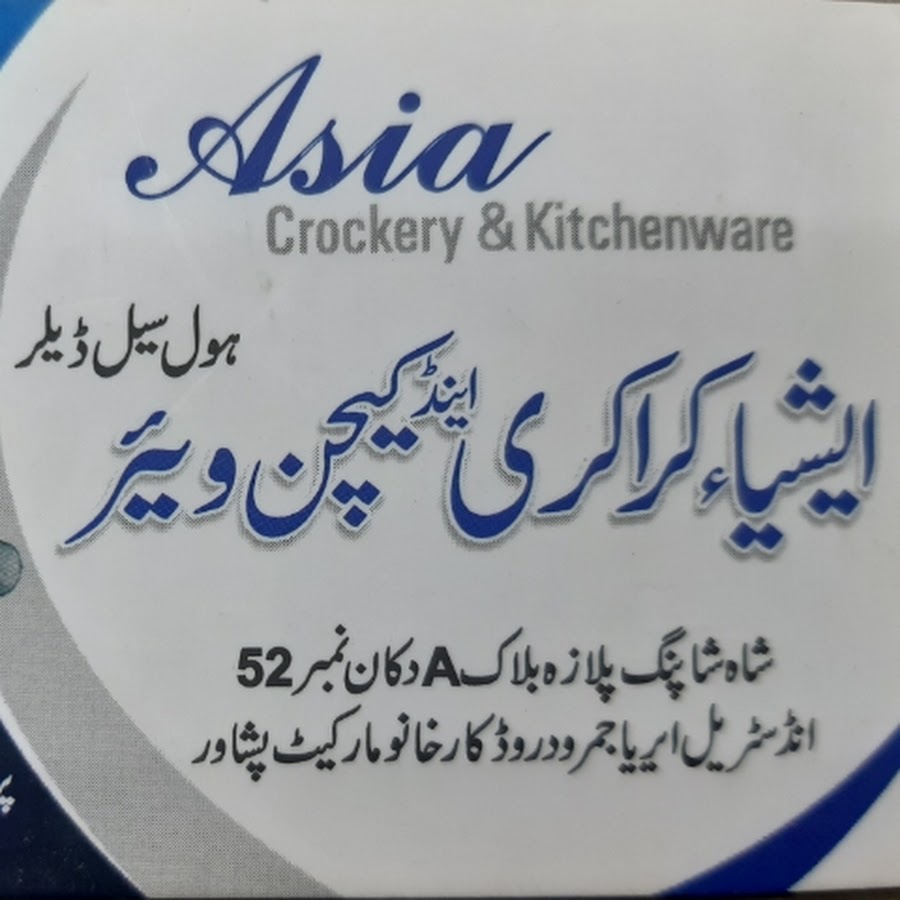 Asia
Crockery & Kitchenware
ہول سیل ڈیلر
ایشیاء کراکری اینڈ کیچن ویئر
شاہ شاپنگ پلازہ بلاک A دکان نمبر 52
انڈسٹریل ایریا جمرود روڈ کارخانو مارکیٹ پشاور